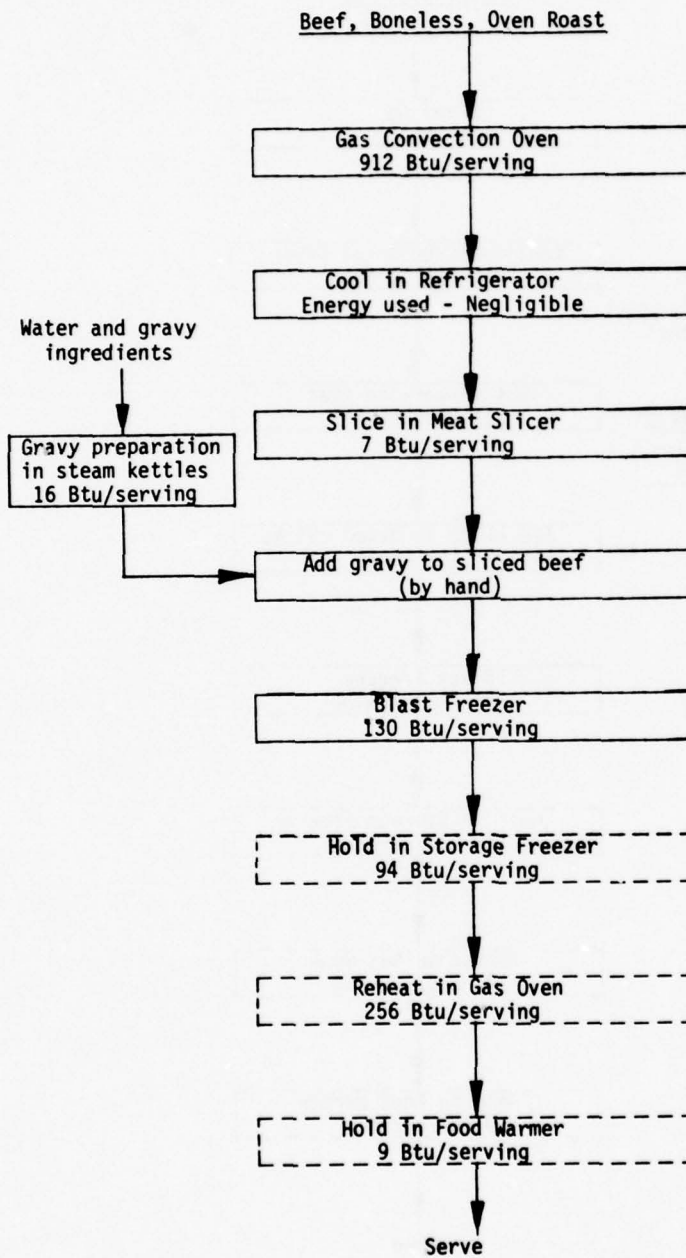 Beef, Boneless, Oven Roast
Gas Convection Oven
912 Btu/serving
Cool in Refrigerator
Energy used - Negligible
Water and gravy
ingredients
Slice in Meat Slicer
7 Btu/serving
Gravy preparation
in steam kettles
16 Btu/serving
Add gravy to sliced beef
(by hand)
Blast Freezer
130 Btu/serving
Hold in Storage Freezer
94 Btu/serving
Reheat in Gas Oven
256 Btu/serving
Hold in Food Warmer
9 Btu/serving
Serve